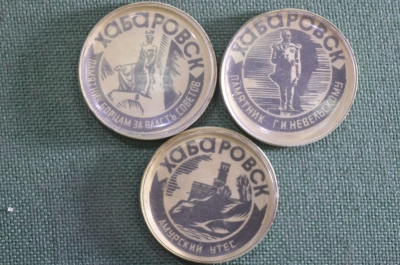 ХАБАРОВСК
ПАМЯТНИК БОРЦАМ ЗА ВЛАСТЬ СОВЕТОВ
ХАБАРОВСК
ПАМЯТНИК Г.И. НЕВЕЛЬСКОМУ
ХАБАРОВСК
АМУРСКИЙ УТЕС